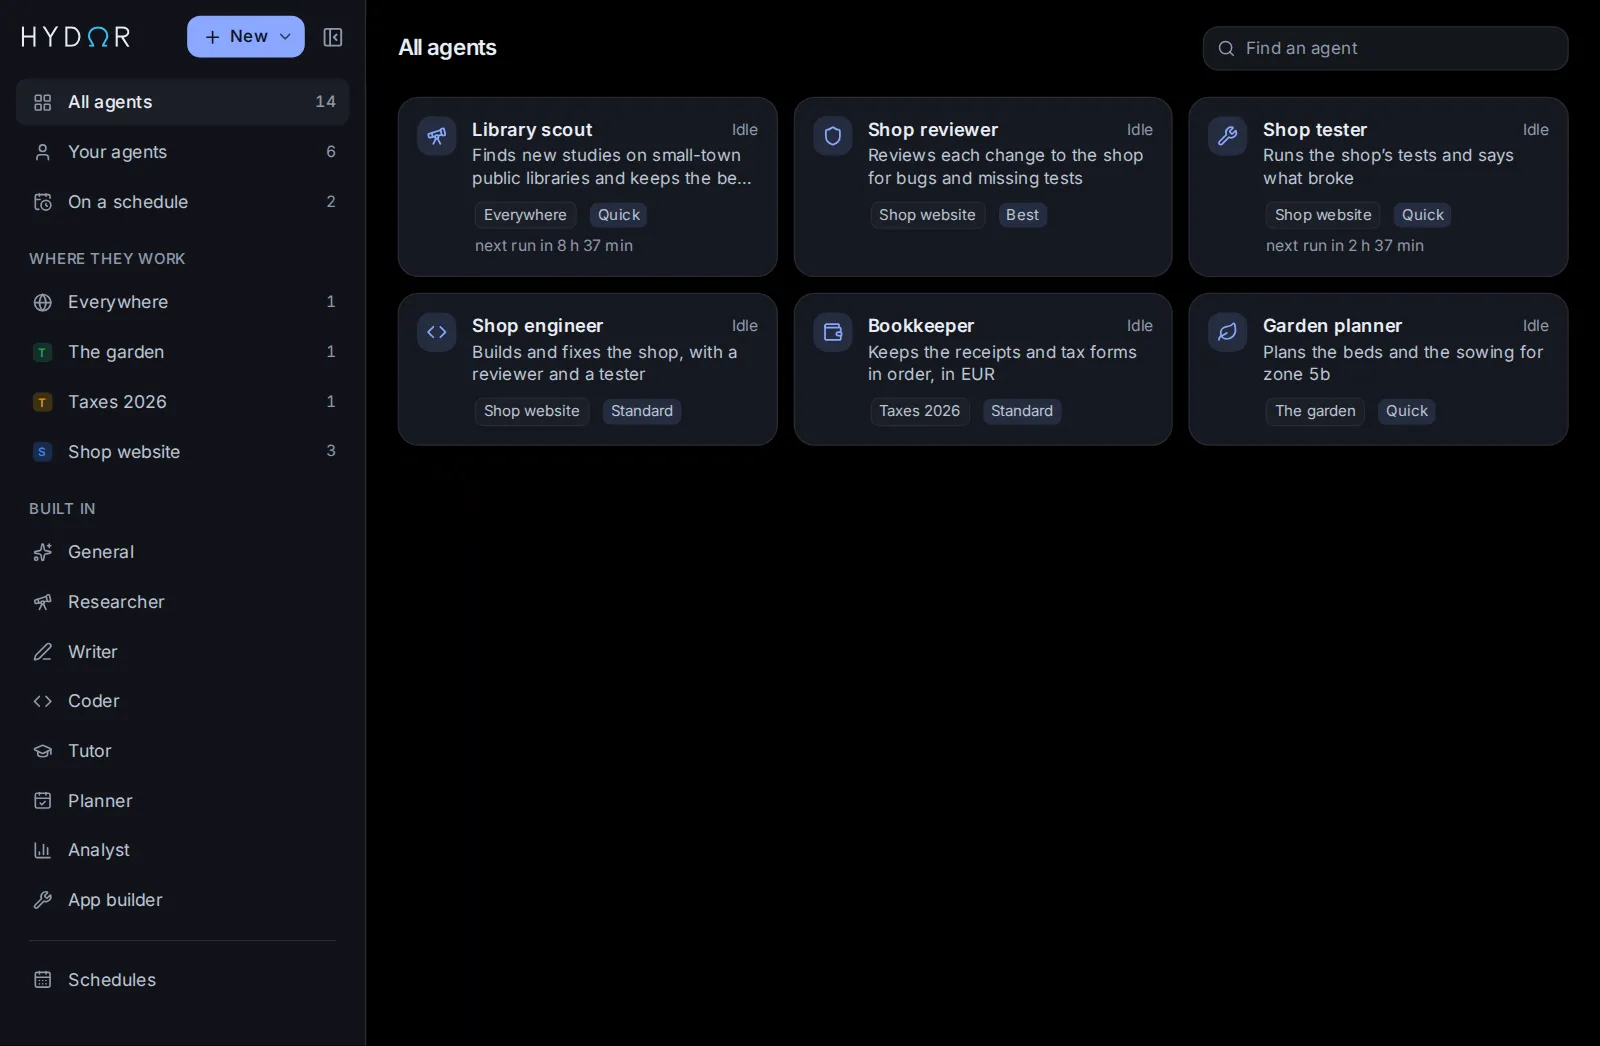 HYDΩR
New
All agents 14
Your agents 6
On a schedule 2
WHERE THEY WORK
Everywhere 1
T The garden 1
T Taxes 2026 1
S Shop website 3
BUILT IN
General
Researcher
Writer
Coder
Tutor
Planner
Analyst
App builder
Schedules
All agents
Find an agent
Library scout Idle
Finds new studies on small-town
public libraries and keeps the be...
Everywhere Quick
next run in 8 h 37 min
Shop reviewer Idle
Reviews each change to the shop
for bugs and missing tests
Shop website Best
Shop tester Idle
Runs the shop’s tests and says
what broke
Shop website Quick
next run in 2 h 37 min
Shop engineer Idle
Builds and fixes the shop, with a
reviewer and a tester
Shop website Standard
Bookkeeper Idle
Keeps the receipts and tax forms
in order, in EUR
Taxes 2026 Standard
Garden planner Idle
Plans the beds and the sowing for
zone 5b
The garden Quick